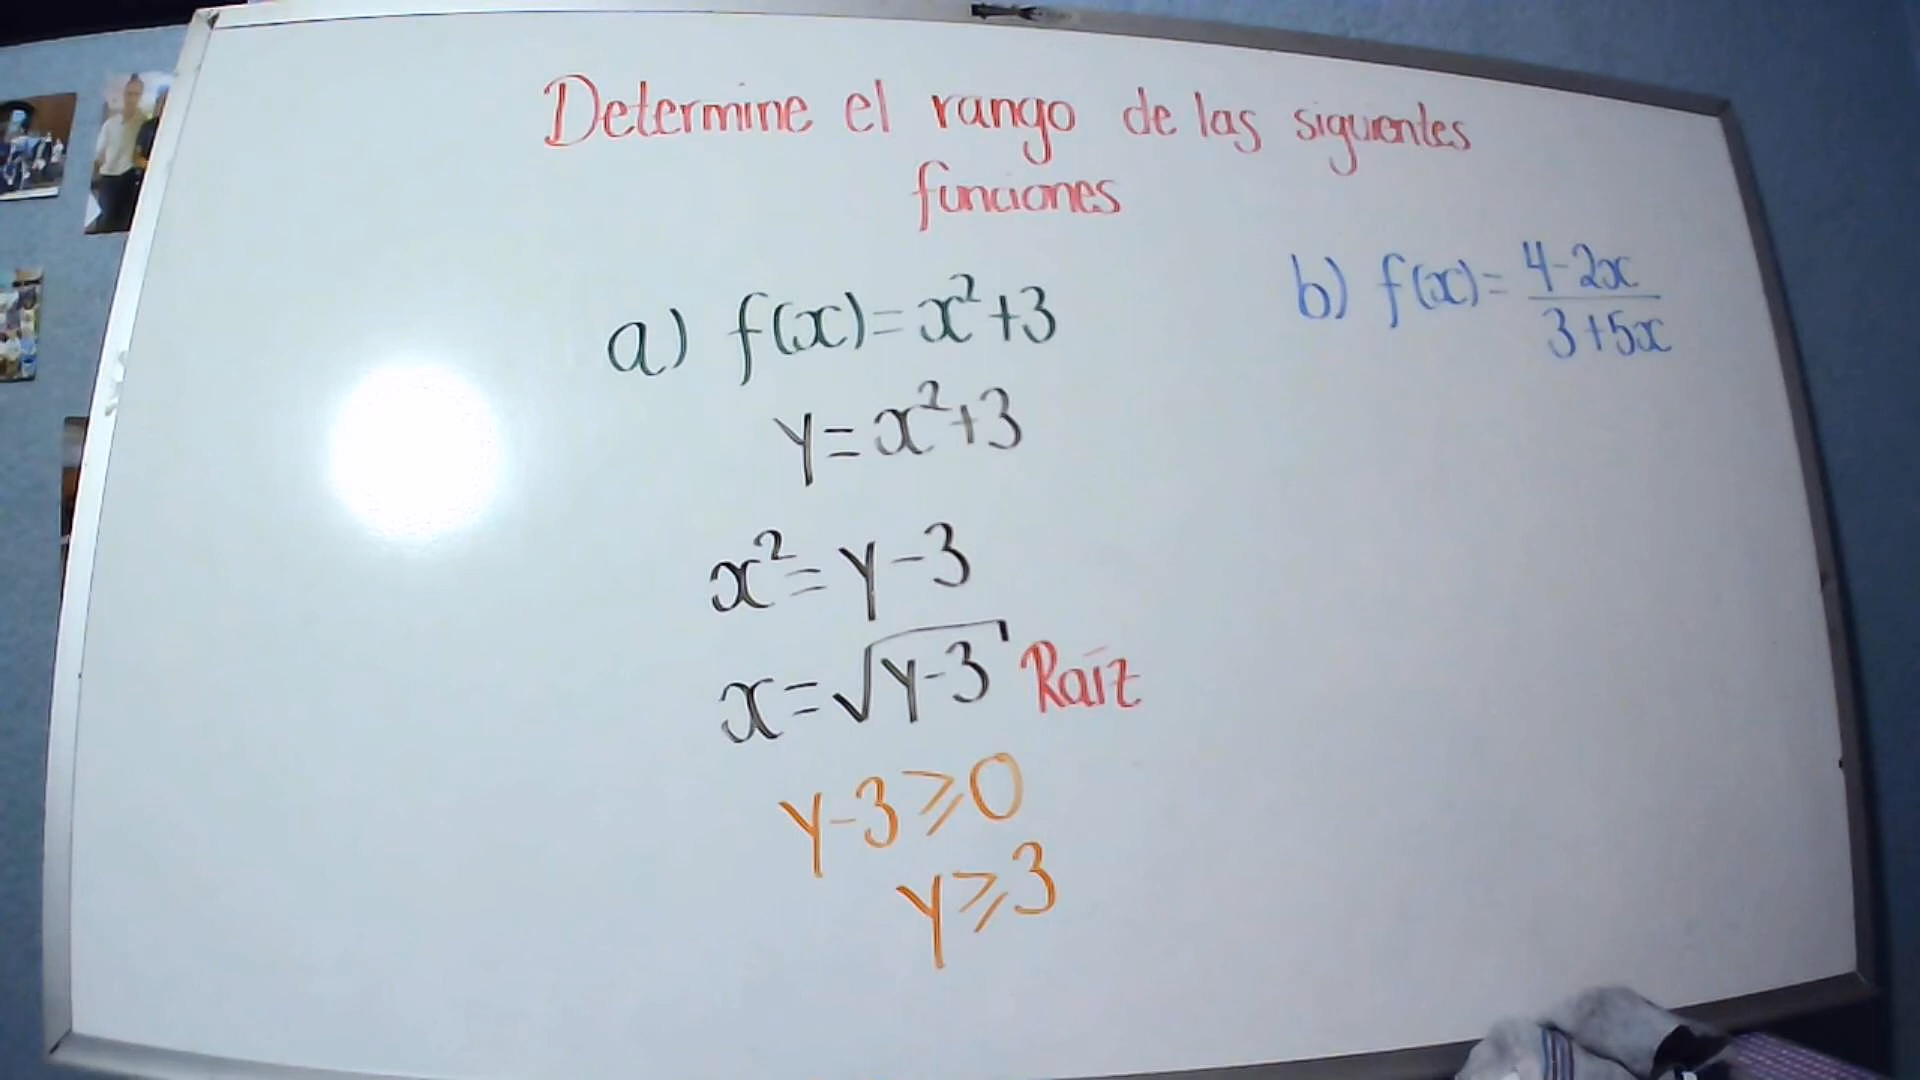 Determine el rango de las siguientes
funciones
a) f(x)=x²+3
y=x²+3
x²=y-3
x=√y-3 Raíz
y-3≥0
y≥3
b) f(x)= 4-2x
3+5x